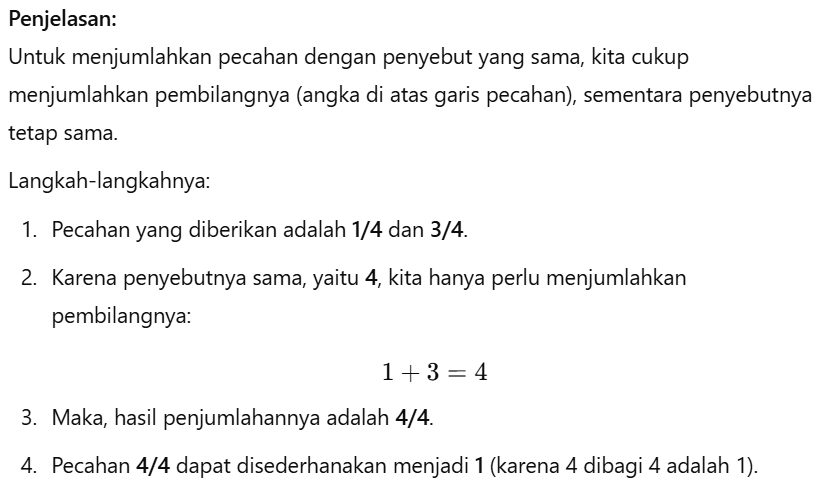 Penjelasan:
Untuk menjumlahkan pecahan dengan penyebut yang sama, kita cukup
menjumlahkan pembilangnya (angka di atas garis pecahan), sementara penyebutnya
tetap sama.
Langkah-langkahnya:
1. Pecahan yang diberikan adalah 1/4 dan 3/4.
2. Karena penyebutnya sama, yaitu 4, kita hanya perlu menjumlahkan
pembilangnya:
1 + 3 = 4
3. Maka, hasil penjumlahannya adalah 4/4.
4. Pecahan 4/4 dapat disederhanakan menjadi 1 (karena 4 dibagi 4 adalah 1).